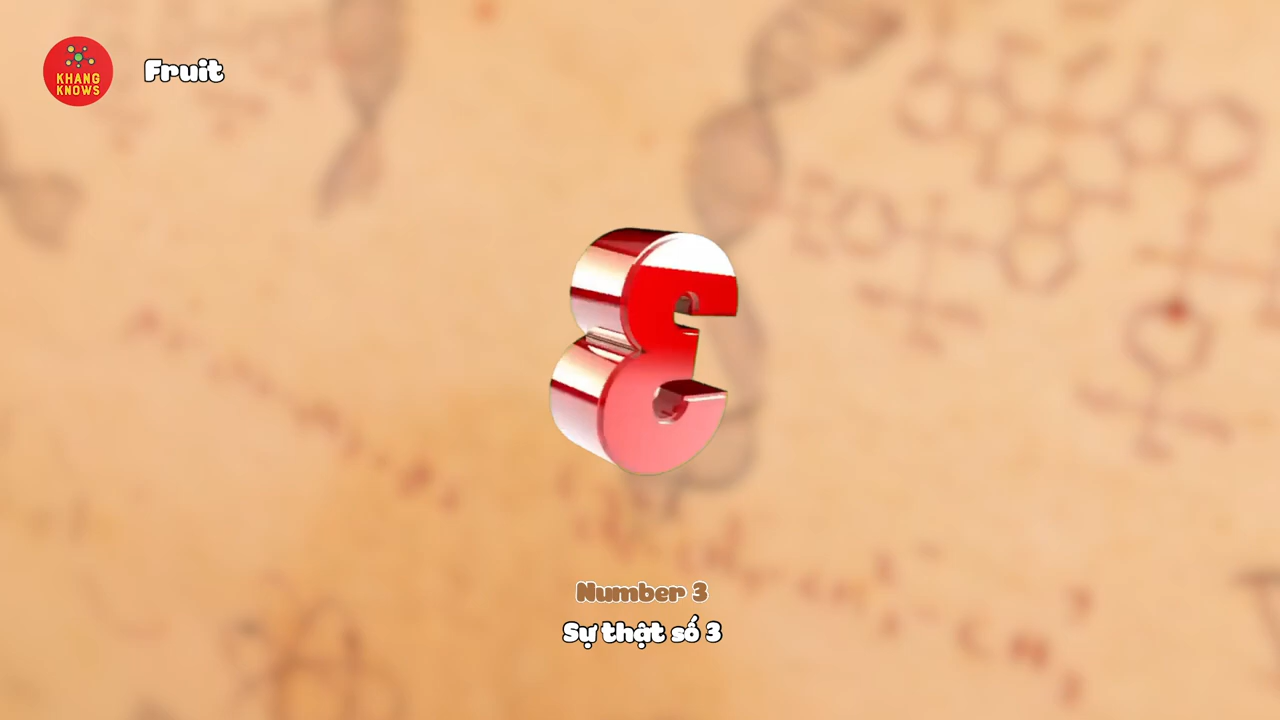 KHANG
KNOWS
Fruit
3
Number 3
Sự thật số 3